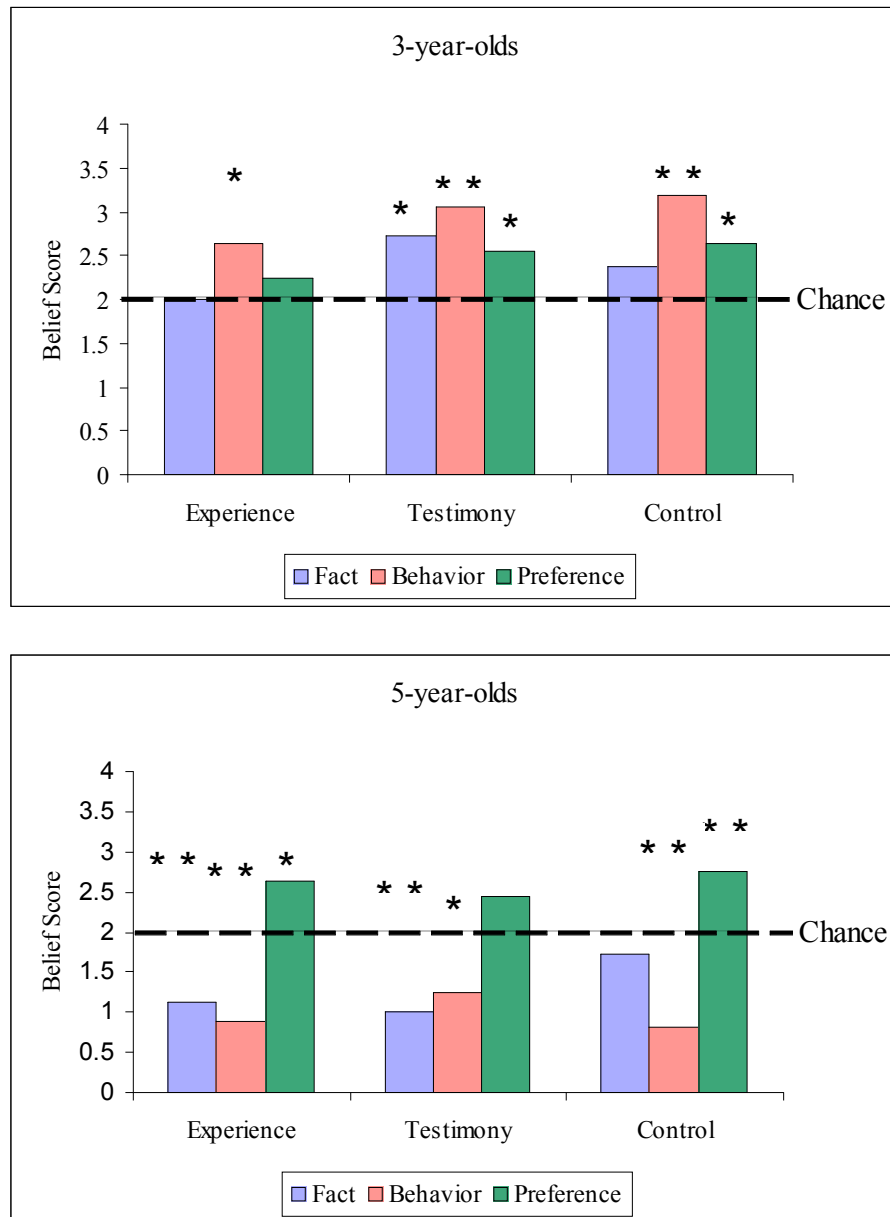 3-year-olds
4
3.5
3
2.5
2
1.5
1
0.5
0
Belief Score
* * * * * * * *
Chance
Experience Testimony Control
Fact Behavior Preference
5-year-olds
4
3.5
3
2.5
2
1.5
1
0.5
0
Belief Score
* * * * * * * * * * * *
Chance
Experience Testimony Control
Fact Behavior Preference